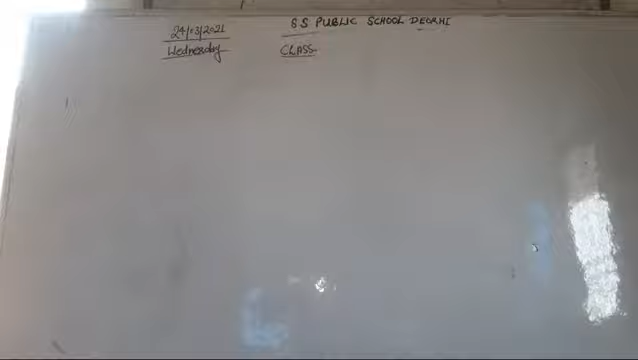 24/03/2021
Wednesday
S S PUBLIC SCHOOL DEORHI
CLASS